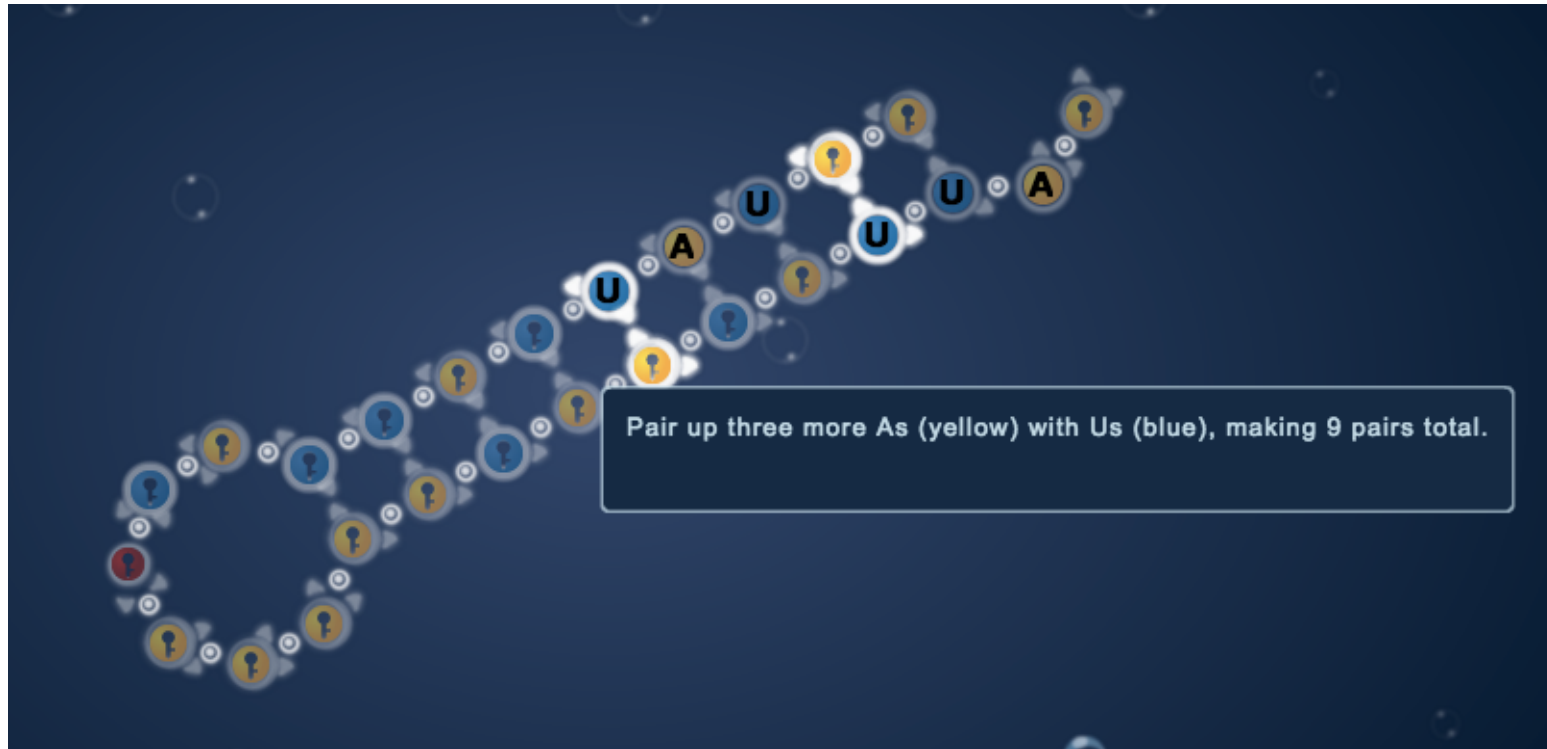 U
U
A
A
U
U
Pair up three more As (yellow) with Us (blue), making 9 pairs total.